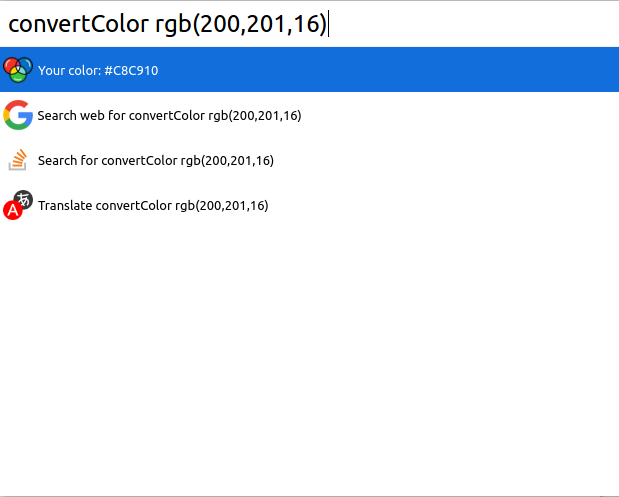 convertColor rgb(200,201,16)
Your color: #C8C910
Search web for convertColor rgb(200,201,16)
Search for convertColor rgb(200,201,16)
A あ
Translate convertColor rgb(200,201,16)